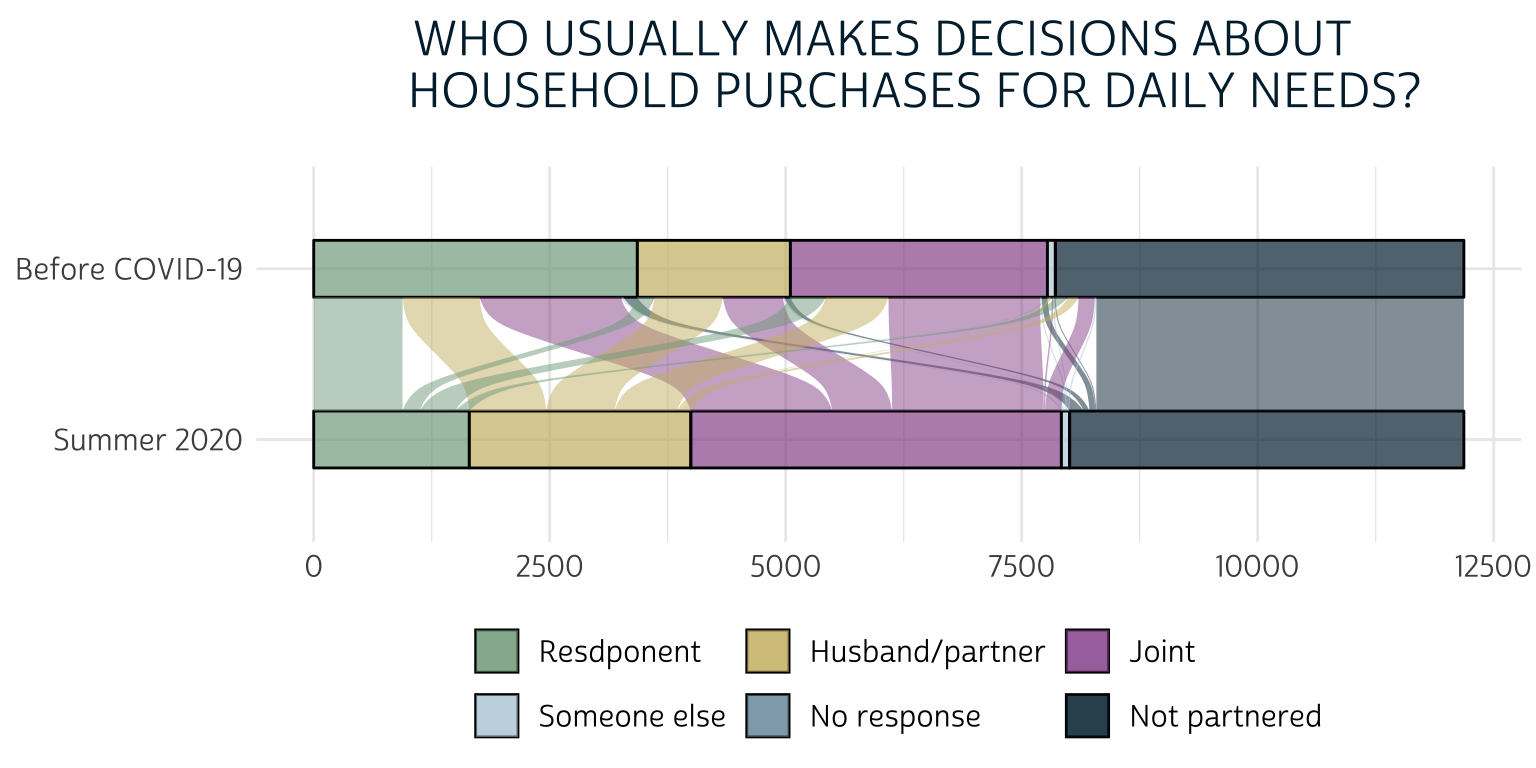 WHO USUALLY MAKES DECISIONS ABOUT
HOUSEHOLD PURCHASES FOR DAILY NEEDS?
Before COVID-19
Summer 2020
0 2500 5000 7500 10000 12500
Resdponent Husband/partner Joint
Someone else No response Not partnered